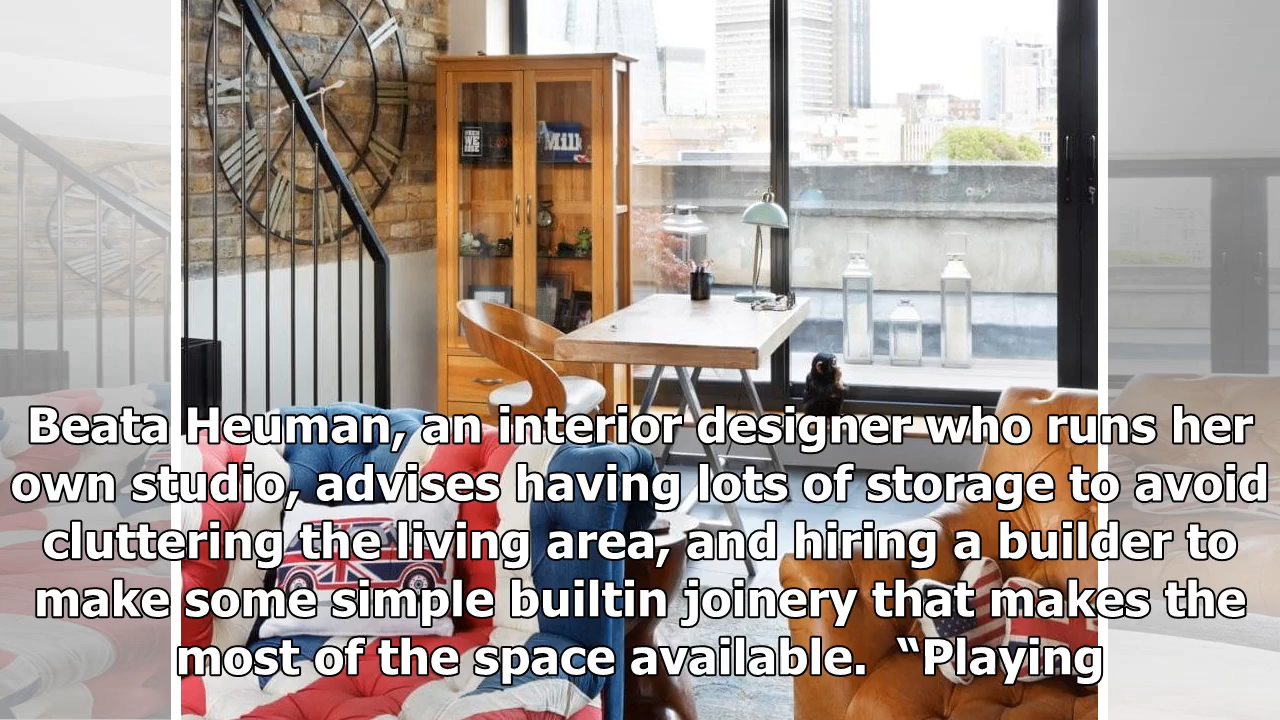 Milk
Beata Heuman, an interior designer who runs her
own studio, advises having lots of storage to avoid
cluttering the living area, and hiring a builder to
make some simple builtin joinery that makes the
most of the space available.  “Playing